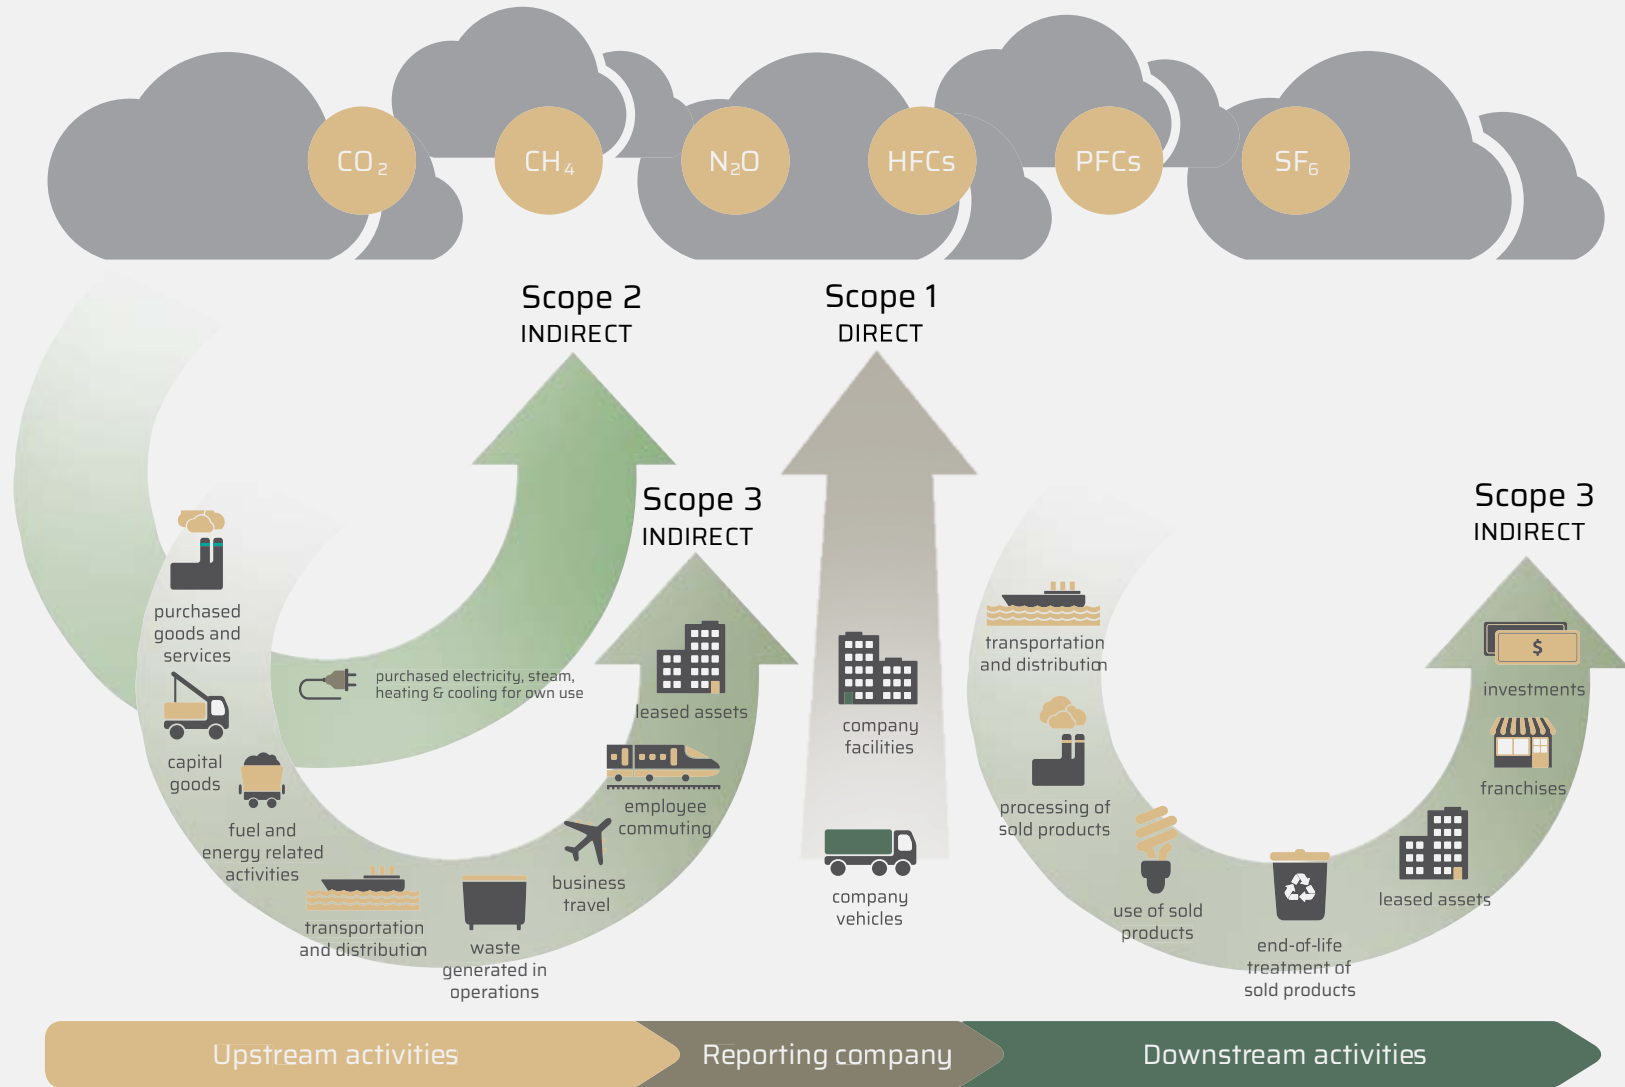 CO2
CH4
N2O
HFCs
PFCs
SF6
Scope 2
INDIRECT
Scope 1
DIRECT
Scope 3
INDIRECT
Scope 3
INDIRECT
purchased
goods and
services
capital
goods
fuel and
energy related
activities
transportation
and distribution
waste
generated in
operations
business
travel
employee
commuting
leased assets
purchased electricity, steam,
heating & cooling for own use
company
facilities
company
vehicles
transportation
and distribution
processing of
sold products
use of sold
products
end-of-life
treatment of
sold products
leased assets
franchises
$
investments
Upstream activities
Reporting company
Downstream activities